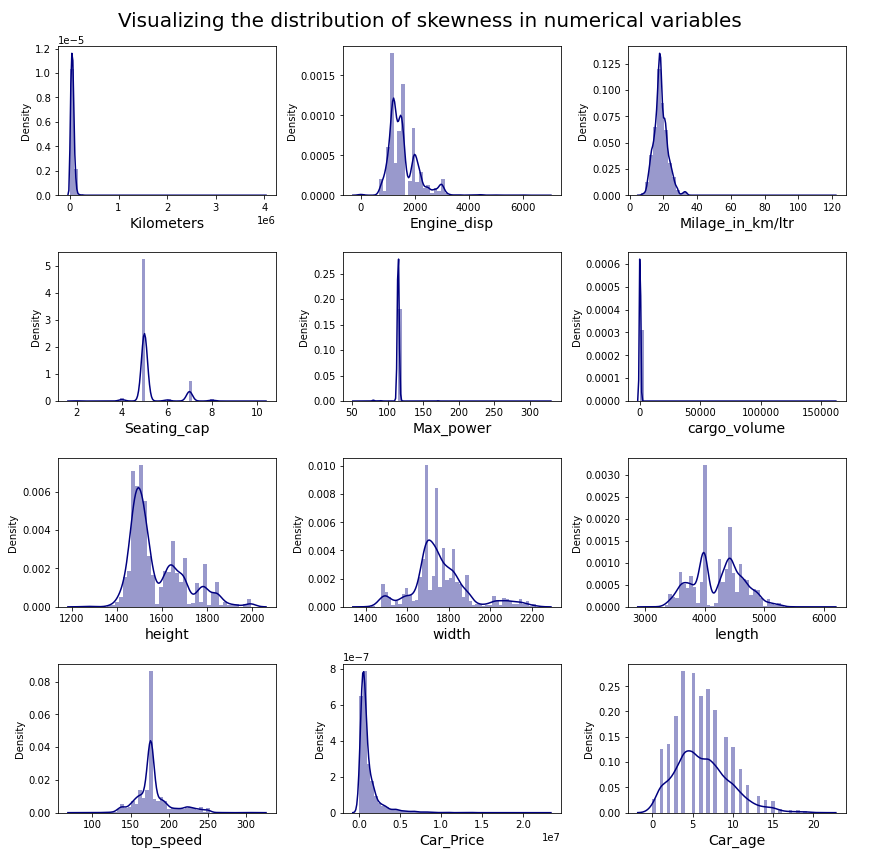 Visualizing the distribution of skewness in numerical variables
1e−5
1.2
1.0
0.8
0.6
0.4
0.2
0.0
Density
0 1 2 3 4
1e6
Kilometers
0.0015
0.0010
0.0005
0.0000
Density
0 2000 4000 6000
Engine_disp
0.125
0.100
0.075
0.050
0.025
0.000
Density
0 20 40 60 80 100 120
Milage_in_km/ltr
5
4
3
2
1
0
Density
2 4 6 8 10
Seating_cap
0.25
0.20
0.15
0.10
0.05
0.00
Density
50 100 150 200 250 300
Max_power
0.0006
0.0005
0.0004
0.0003
0.0002
0.0001
0.0000
Density
0 50000 100000 150000
cargo_volume
0.006
0.004
0.002
0.000
Density
1200 1400 1600 1800 2000
height
0.010
0.008
0.006
0.004
0.002
0.000
Density
1400 1600 1800 2000 2200
width
0.0030
0.0025
0.0020
0.0015
0.0010
0.0005
0.0000
Density
3000 4000 5000 6000
length
0.08
0.06
0.04
0.02
0.00
Density
100 150 200 250 300
top_speed
1e−7
8
6
4
2
0
Density
0.0 0.5 1.0 1.5 2.0
1e7
Car_Price
0.25
0.20
0.15
0.10
0.05
0.00
Density
0 5 10 15 20
Car_age